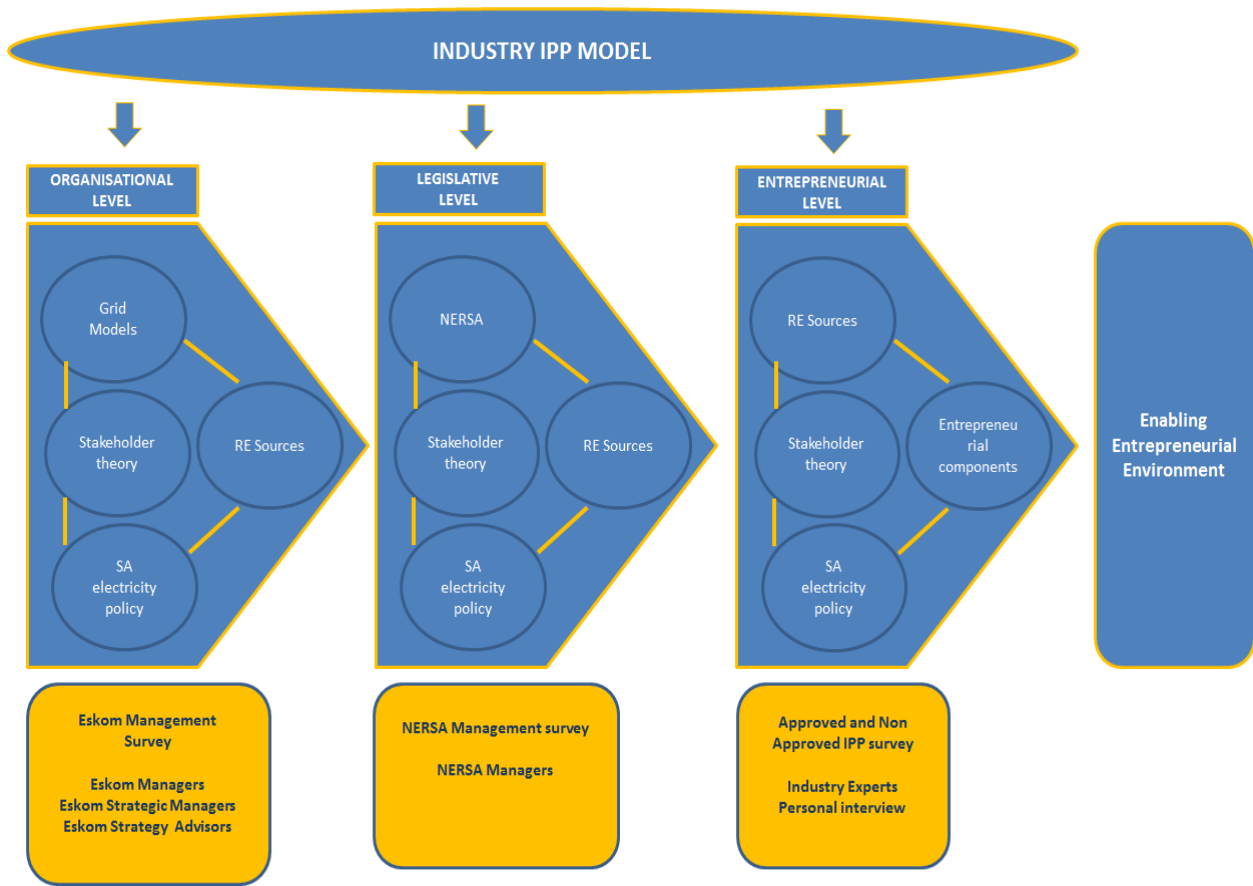 INDUSTRY IPP MODEL
ORGANISATIONAL
LEVEL
Grid
Models
Stakeholder
theory
RE Sources
SA
electricity
policy
Eskom Management
Survey
Eskom Managers
Eskom Strategic Managers
Eskom Strategy Advisors
LEGISLATIVE
LEVEL
NERSA
Stakeholder
theory
RE Sources
SA
electricity
policy
NERSA Management survey
NERSA Managers
ENTREPRENEURIAL
LEVEL
RE Sources
Stakeholder
theory
Entrepreneu
rial
components
SA
electricity
policy
Approved and Non
Approved IPP survey
Industry Experts
Personal interview
Enabling
Entrepreneurial
Environment